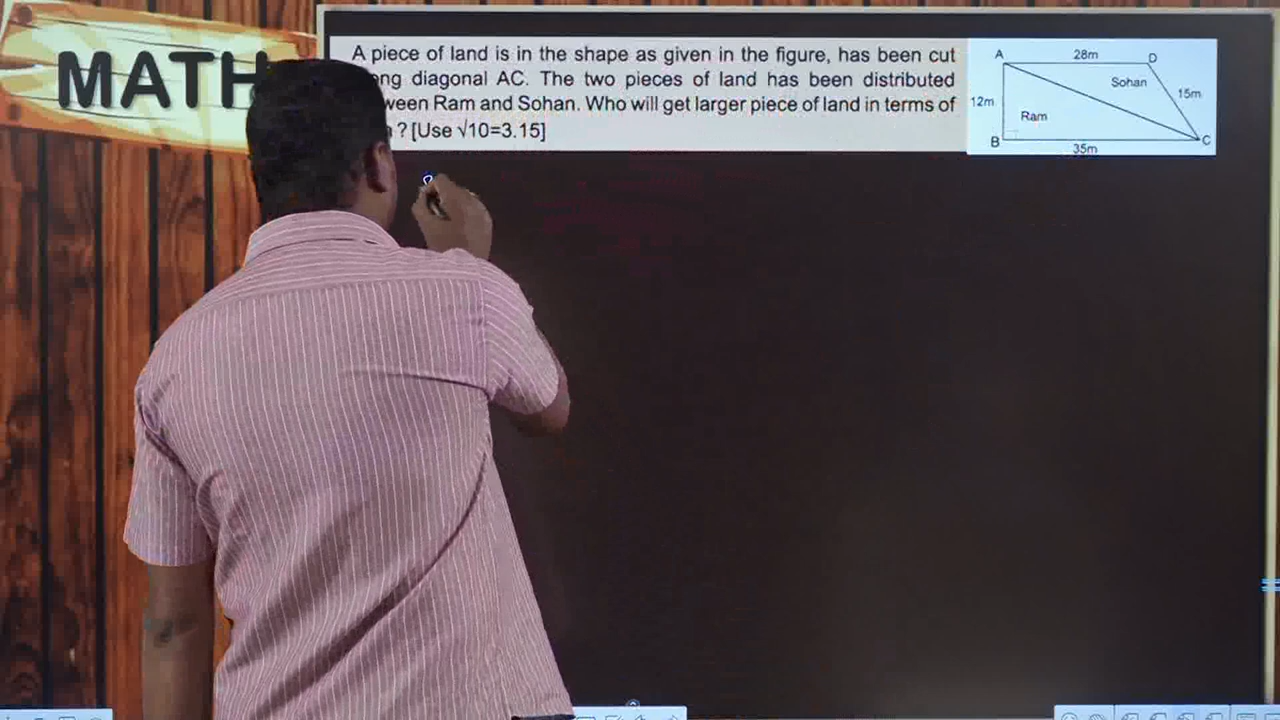 MATH
A piece of land is in the shape as given in the figure, has been cut
diagonal AC. The two pieces of land has been distributed
Ram and Sohan. Who will get larger piece of land in terms of
? [Use √10=3.15]
A 28m D
Sohan
15m
12m
Ram
B C
35m